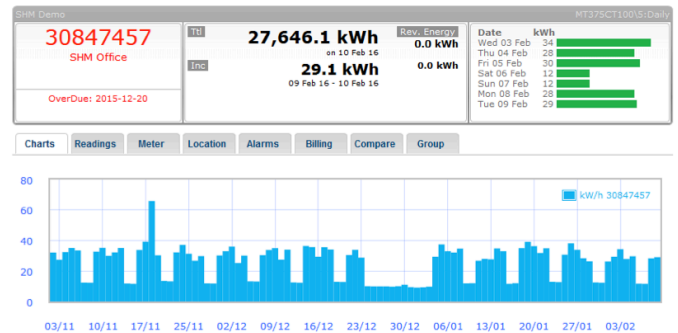 SHM Demo
MT375CT100\S:Daily
30847457
SHM Office
OverDue: 2015-12-20
Ttl
27,646.1 kWh
on 10 Feb 16
Rev. Energy
0.0 kWh
Inc
29.1 kWh
09 Feb 16 - 10 Feb 16
0.0 kWh
Date kWh
Wed 03 Feb 34
Thu 04 Feb 28
Fri 05 Feb 30
Sat 06 Feb 12
Sun 07 Feb 12
Mon 08 Feb 28
Tue 09 Feb 29
Charts Readings Meter Location Alarms Billing Compare Group
kW/h 30847457
80
60
40
20
0
03/11 10/11 17/11 25/11 02/12 09/12 16/12 23/12 30/12 06/01 13/01 20/01 27/01 03/02